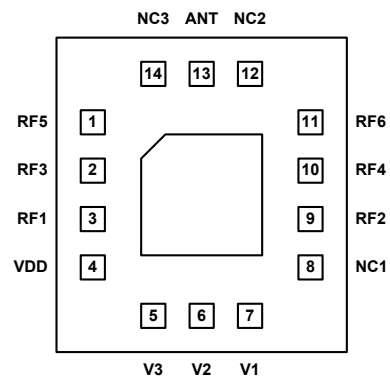 NC3 ANT NC2
14 13 12
RF5 1 11 RF6
RF3 2 10 RF4
RF1 3 9 RF2
VDD 4 8 NC1
5 6 7
V3 V2 V1